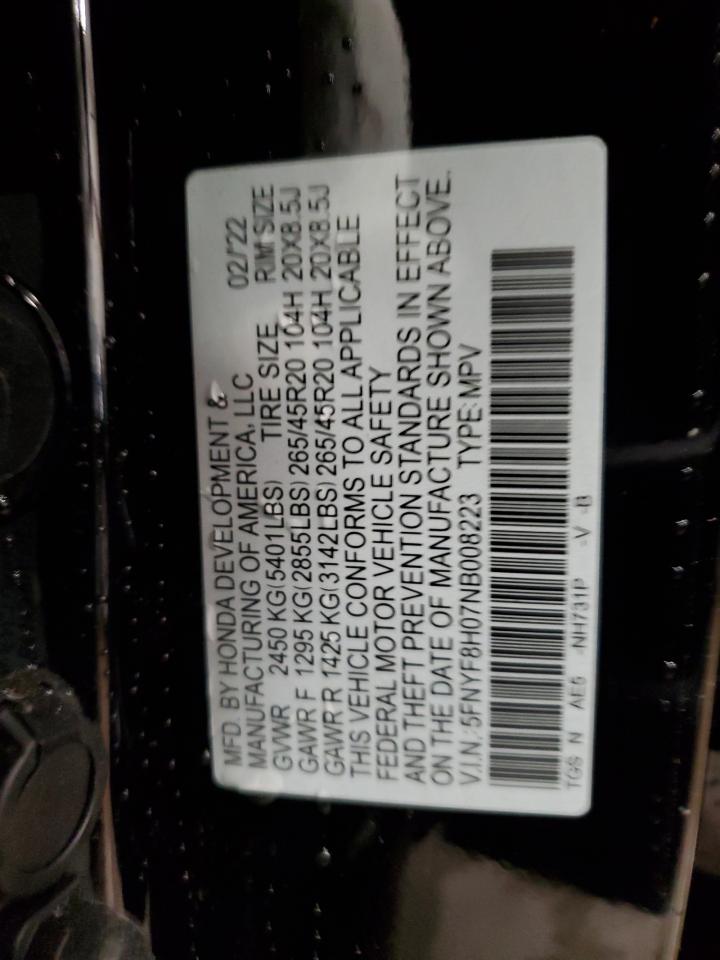 MFD. BY HONDA DEVELOPMENT & 02/'22
MANUFACTURING OF AMERICA, LLC
GVWR 2450 KG(5401LBS) TIRE SIZE RIM SIZE
GAWR F 1295 KG(2855LBS) 265/45R20 104H 20X8.5J
GAWR R 1425 KG(3142LBS) 265/45R20 104H 20X8.5J
THIS VEHICLE CONFORMS TO ALL APPLICABLE
FEDERAL MOTOR VEHICLE SAFETY
AND THEFT PREVENTION STANDARDS IN EFFECT
ON THE DATE OF MANUFACTURE SHOWN ABOVE.
V.I.N.:5FNYF8H07NB008223 TYPE:MPV
TGS N AE5 NH731P -V -B